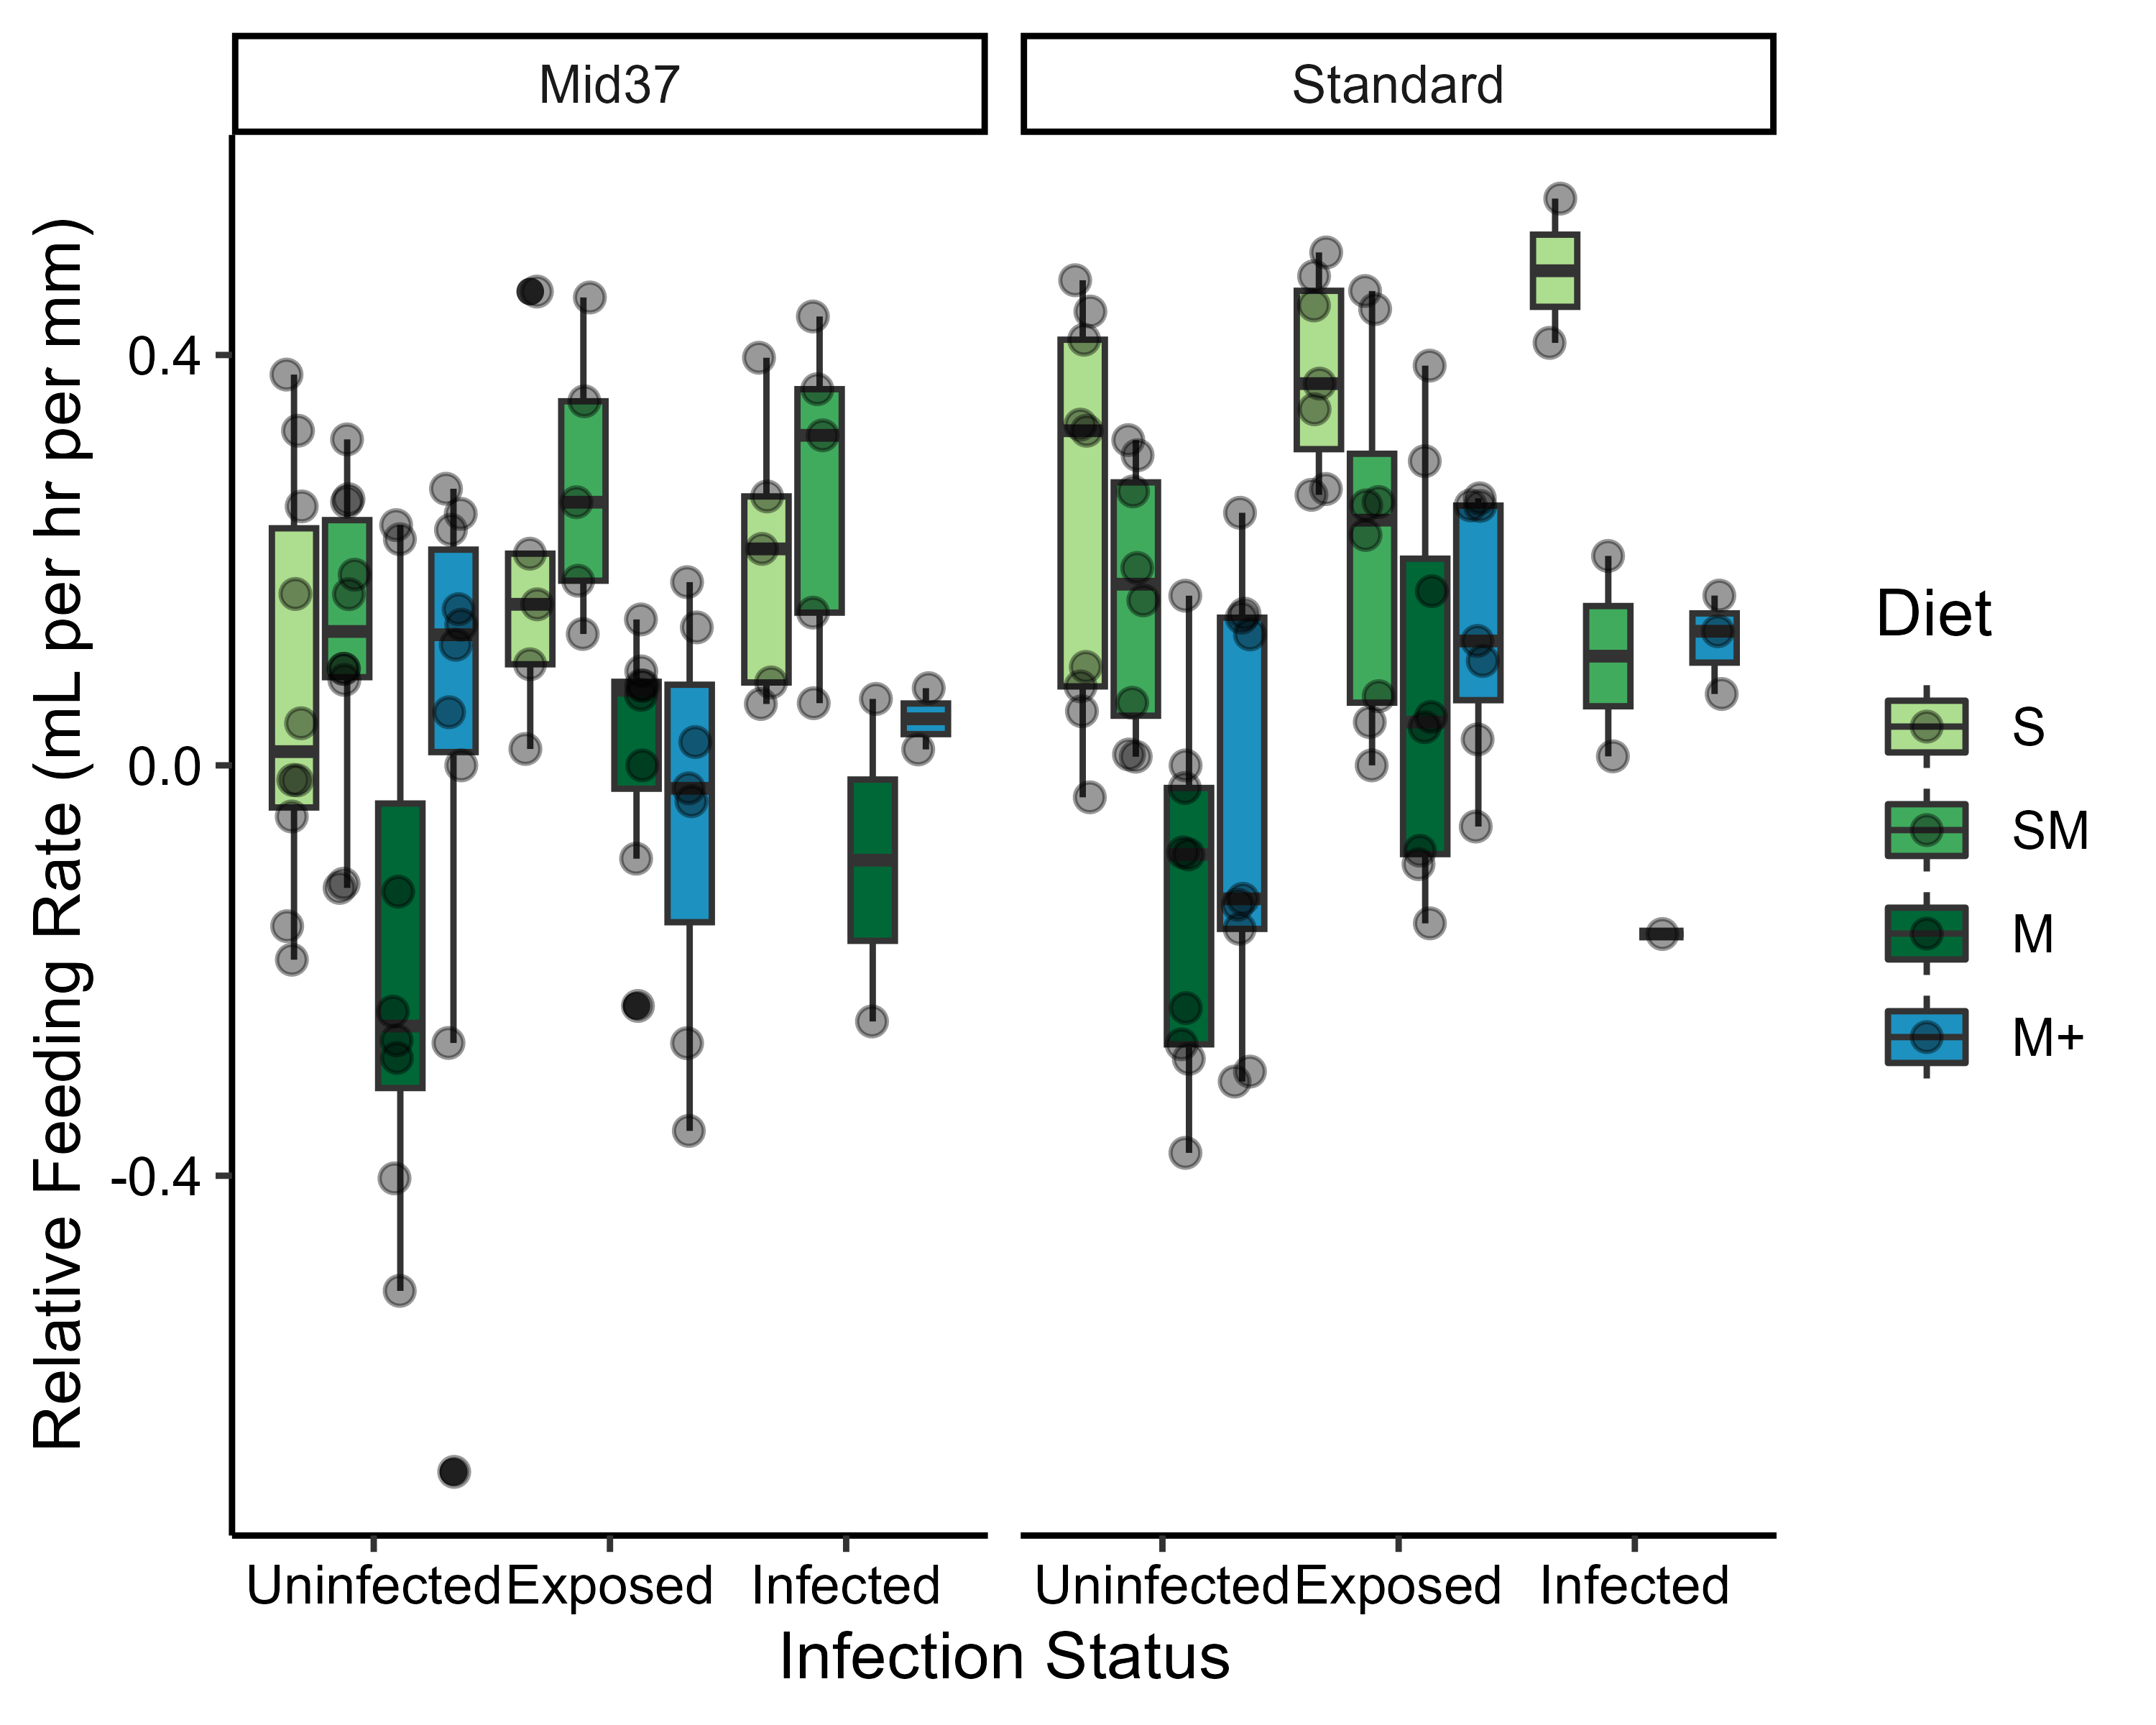 Mid37
Standard
Relative Feeding Rate (mL per hr per mm)
0.4
0.0
-0.4
Uninfected Exposed Infected
Uninfected Exposed Infected
Infection Status
Diet
S
SM
M
M+